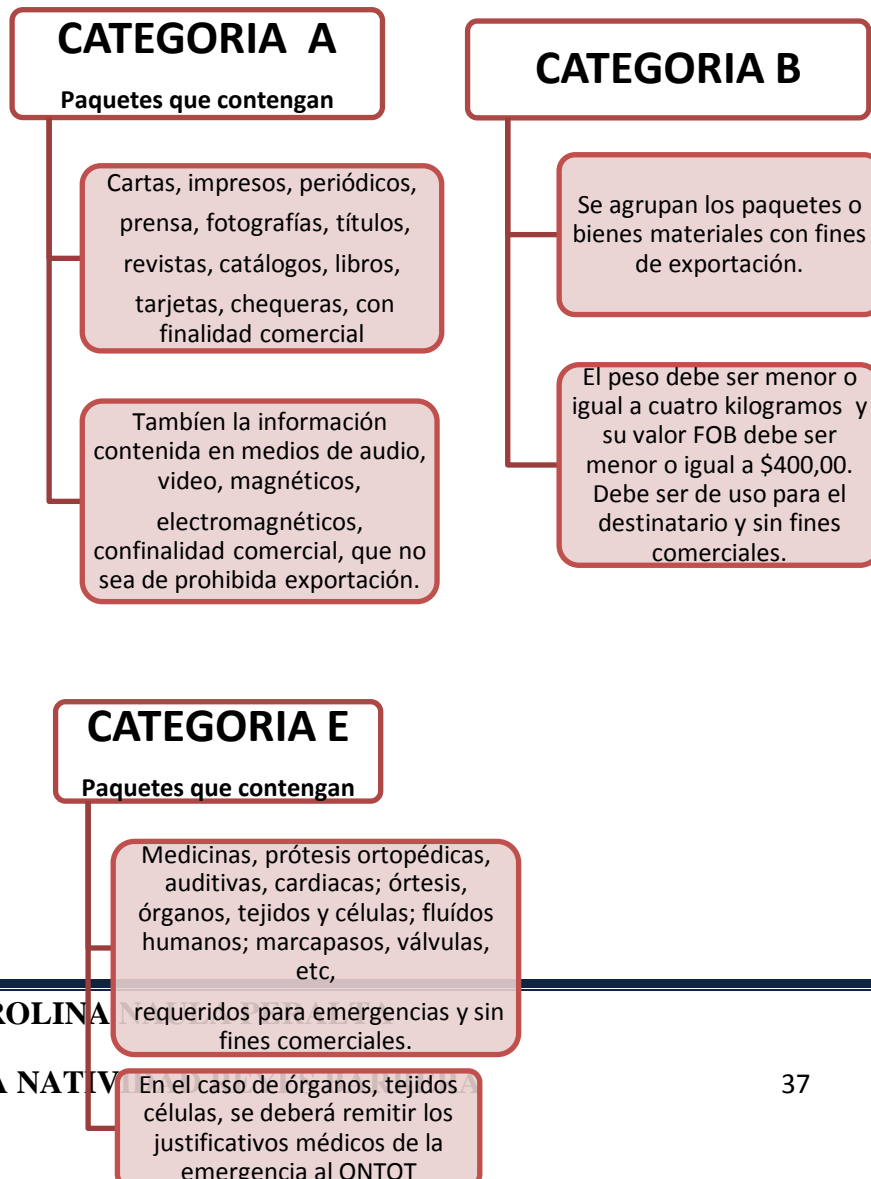 CATEGORIA A
Paquetes que contengan
Cartas, impresos, periódicos,
prensa, fotografías, títulos,
revistas, catálogos, libros,
tarjetas, chequeras, con
finalidad comercial
Tambíen la información
contenida en medios de audio,
video, magnéticos,
electromagnéticos,
confinalidad comercial, que no
sea de prohibida exportación.
CATEGORIA B
Se agrupan los paquetes o
bienes materiales con fines
de exportación.
El peso debe ser menor o
igual a cuatro kilogramos y
su valor FOB debe ser
menor o igual a $400,00.
Debe ser de uso para el
destinatario y sin fines
comerciales.
CATEGORIA E
Paquetes que contengan
Medicinas, prótesis ortopédicas,
auditivas, cardiacas; órtesis,
órganos, tejidos y células; fluídos
humanos; marcapasos, válvulas,
etc,
requeridos para emergencias y sin
fines comerciales.
En el caso de órganos, tejidos
células, se deberá remitir los
justificativos médicos de la
emergencia al ONTOT
ROLINA NAULA PERALTA
A NATIVIDAD
37